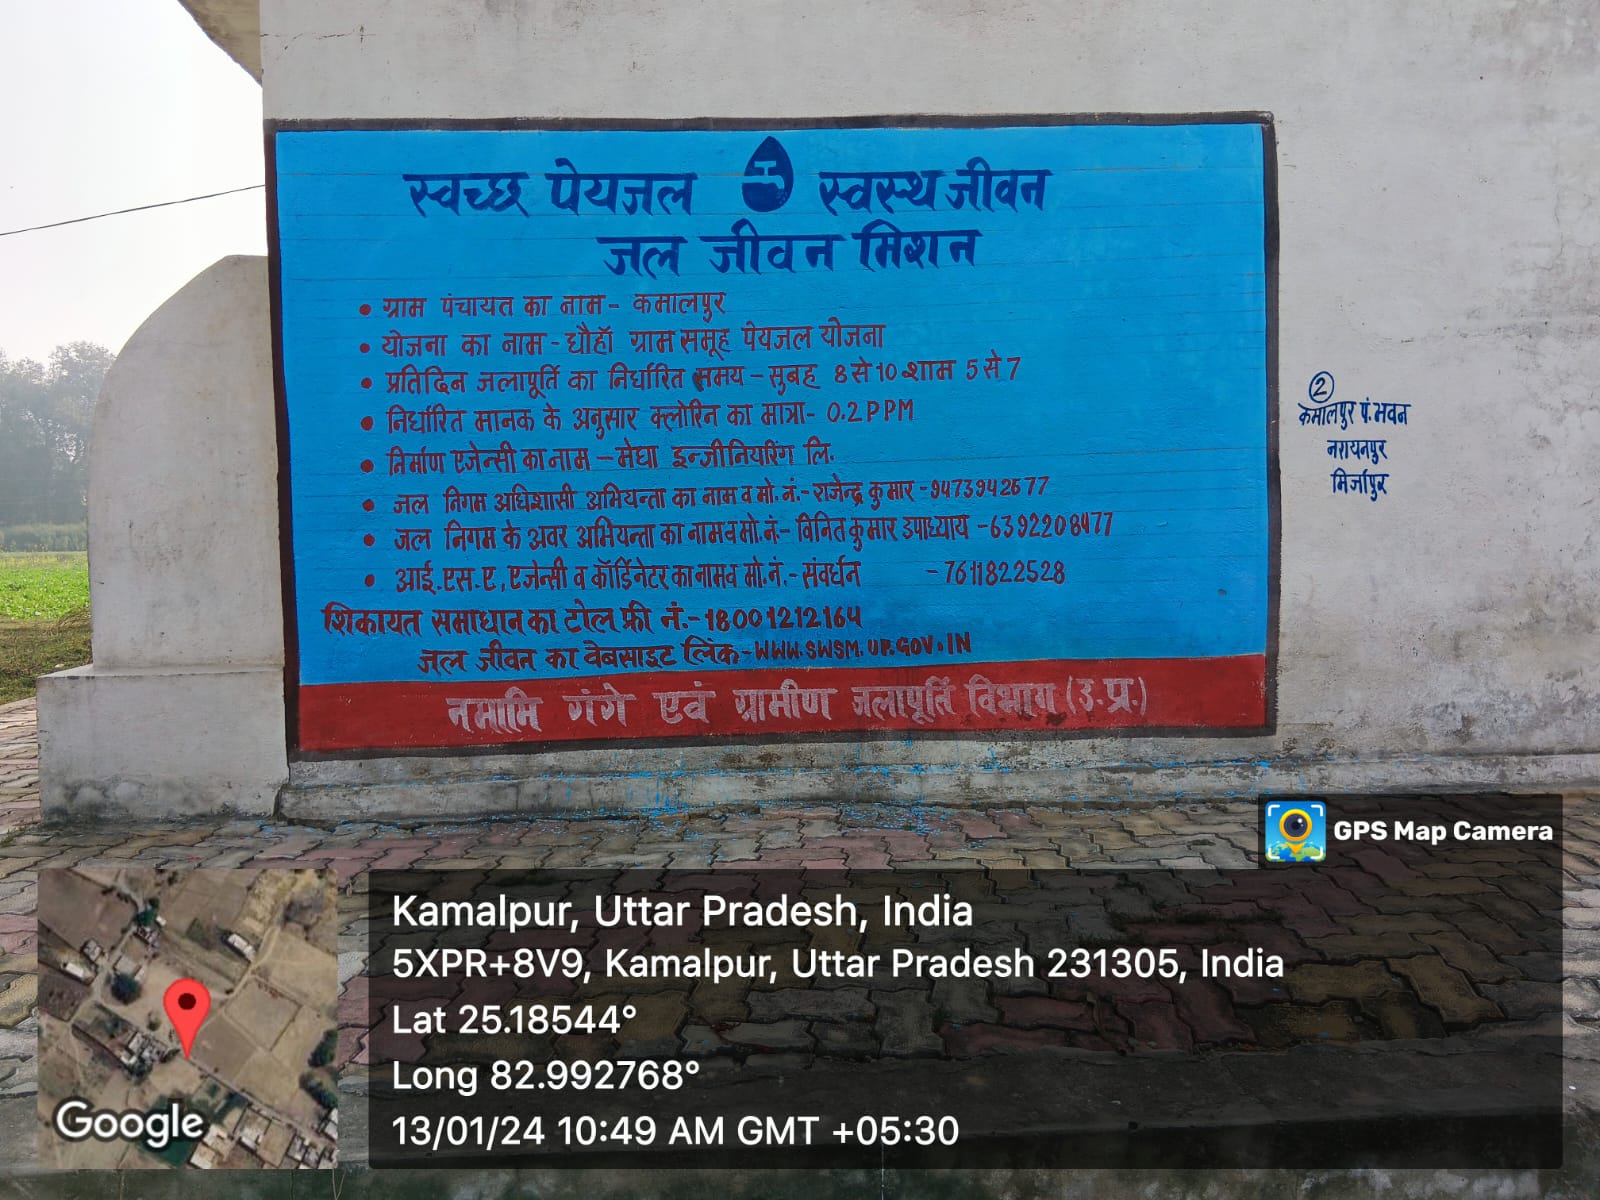 स्वच्छ पेयजल स्वस्थ जीवन
जल जीवन मिशन
• ग्राम पंचायत का नाम- कमालपुर
• योजना का नाम - धौहाँ ग्राम समूह पेयजल योजना
• प्रतिदिन जलापूर्ति का निर्धारित समय - सुबह 8 से 10 शाम 5 से 7
• निर्धारित मानक के अनुसार क्लोरिन का मात्रा- 0.2 PPM
• निर्माण एजेन्सी का नाम - मेघा इन्जीनियरिंग लि.
• जल निगम अधिशासी अभियन्ता का नाम व मो. नं.- राजेन्द्र कुमार -9473942677
• जल निगम के अवर अभियन्ता का नाम व मो. नं.- विनित कुमार उपाध्याय -6392208477
• आई.एस.ए, एजेन्सी व कॉर्डिनेटर का नाम व मो. नं.- संवर्धन -7611822528
शिकायत समाधान का टोल फ्री नं.-18001212164
जल जीवन का वेबसाइट लिंक-WWW.SWSM.UP.GOV.IN
नमामि गंगे एवं ग्रामीण जलापूर्ति विभाग (उ.प्र.)
2
कमालपुर पं. भवन
नरायनपुर
मिर्जापुर
GPS Map Camera
Kamalpur, Uttar Pradesh, India
5XPR+8V9, Kamalpur, Uttar Pradesh 231305, India
Lat 25.18544°
Long 82.992768°
13/01/24 10:49 AM GMT +05:30
Google